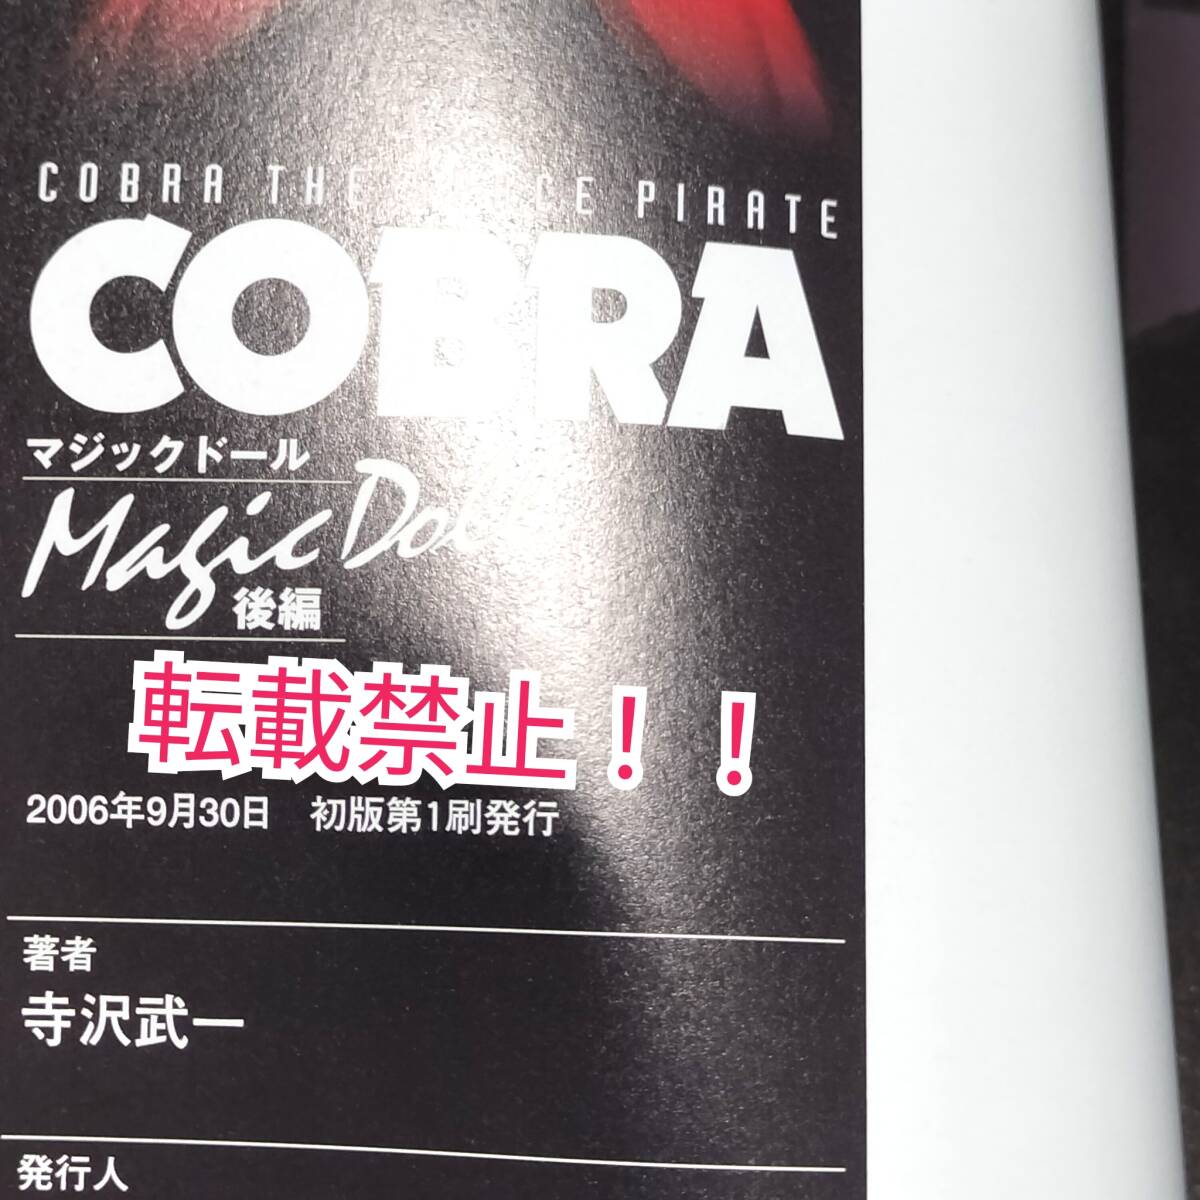 COBRA THE SPACE PIRATE
COBRA
マジックドール
Magic Doll
後編
転載禁止！！
2006年9月30日　初版第1刷発行
著者
寺沢武一
発行人